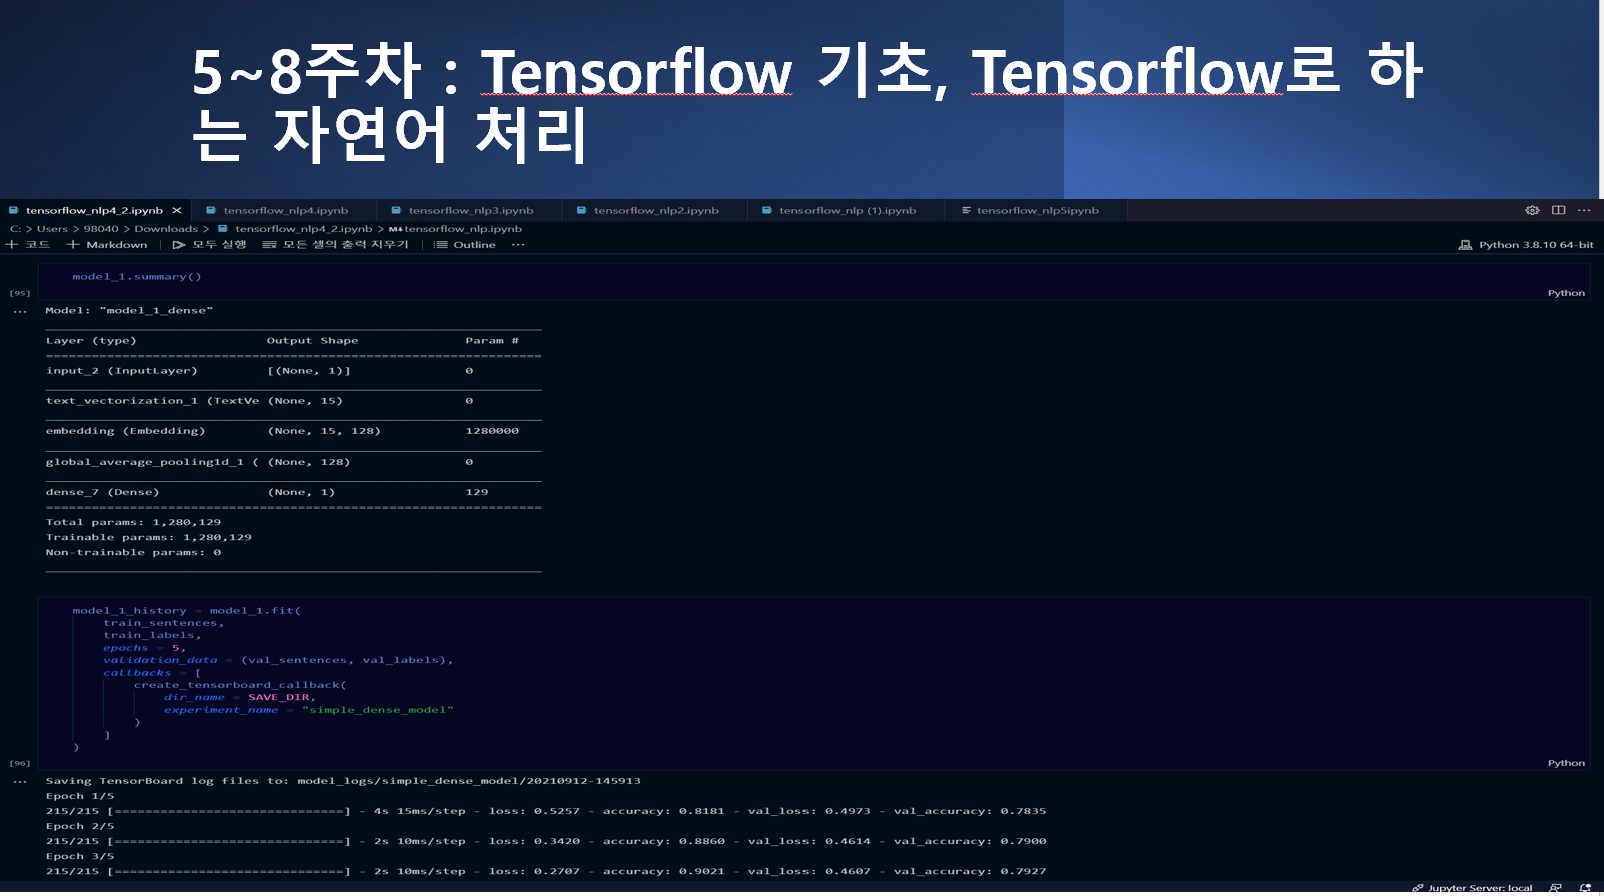 5~8주차 : Tensorflow 기초, Tensorflow로 하
는 자연어 처리
tensorflow_nlp4_2.ipynb tensorflow_nlp4.ipynb tensorflow_nlp3.ipynb tensorflow_nlp2.ipynb tensorflow_nlp (1).ipynb tensorflow_nlp5ipynb
C: > Users > 98040 > Downloads > tensorflow_nlp4_2.ipynb > M↓tensorflow_nlp.ipynb
+ 코드 + Markdown | 모두 실행 모든 셀의 출력 지우기 | Outline ··· Python 3.8.10 64-bit
model_1.summary()
[95] Python
Model: "model_1_dense"
Layer (type) Output Shape Param #
=================================================================
input_2 (InputLayer) [(None, 1)] 0
text_vectorization_1 (TextVe (None, 15) 0
embedding (Embedding) (None, 15, 128) 1280000
global_average_pooling1d_1 ( (None, 128) 0
dense_7 (Dense) (None, 1) 129
=================================================================
Total params: 1,280,129
Trainable params: 1,280,129
Non-trainable params: 0
model_1_history = model_1.fit(
train_sentences,
train_labels,
epochs = 5,
validation_data = (val_sentences, val_labels),
callbacks = [
create_tensorboard_callback(
dir_name = SAVE_DIR,
experiment_name = "simple_dense_model"
)
]
)
[96] Python
Saving TensorBoard log files to: model_logs/simple_dense_model/20210912-145913
Epoch 1/5
215/215 [==============================] - 4s 15ms/step - loss: 0.5257 - accuracy: 0.8181 - val_loss: 0.4973 - val_accuracy: 0.7835
Epoch 2/5
215/215 [==============================] - 2s 10ms/step - loss: 0.3420 - accuracy: 0.8860 - val_loss: 0.4614 - val_accuracy: 0.7900
Epoch 3/5
215/215 [==============================] - 2s 10ms/step - loss: 0.2707 - accuracy: 0.9021 - val_loss: 0.4607 - val_accuracy: 0.7927
Jupyter Server: local